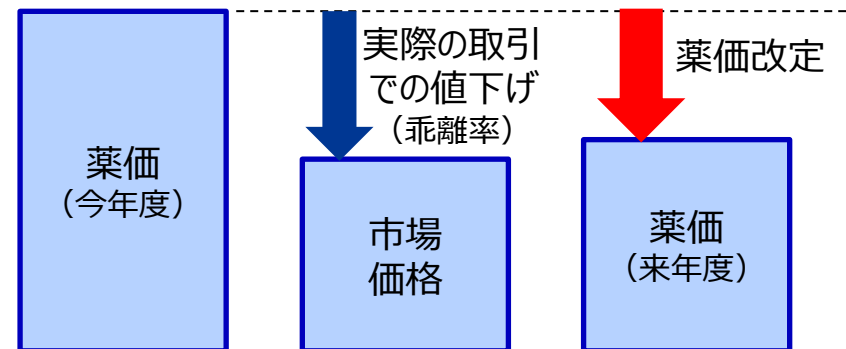 薬価
（今年度）
実際の取引
での値下げ
（乖離率）
市場
価格
薬価改定
薬価
（来年度）